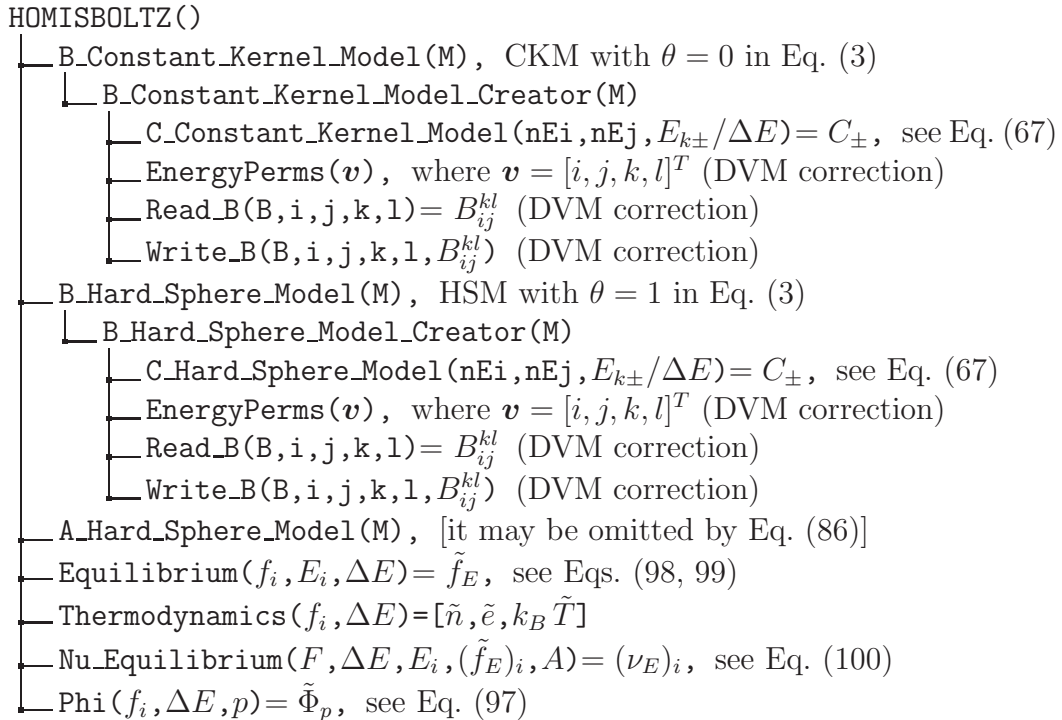 HOMISBOLTZ()
B_Constant_Kernel_Model(M), CKM with θ = 0 in Eq. (3)
B_Constant_Kernel_Model_Creator(M)
C_Constant_Kernel_Model(nEi,nEj,E_{k±}/ΔE)= C_±, see Eq. (67)
EnergyPerms(v), where v = [i, j, k, l]^T (DVM correction)
Read_B(B,i,j,k,l)= B_{ij}^{kl} (DVM correction)
Write_B(B,i,j,k,l,B_{ij}^{kl}) (DVM correction)
B_Hard_Sphere_Model(M), HSM with θ = 1 in Eq. (3)
B_Hard_Sphere_Model_Creator(M)
C_Hard_Sphere_Model(nEi,nEj,E_{k±}/ΔE)= C_±, see Eq. (67)
EnergyPerms(v), where v = [i, j, k, l]^T (DVM correction)
Read_B(B,i,j,k,l)= B_{ij}^{kl} (DVM correction)
Write_B(B,i,j,k,l,B_{ij}^{kl}) (DVM correction)
A_Hard_Sphere_Model(M), [it may be omitted by Eq. (86)]
Equilibrium(f_i,E_i,ΔE)= f̃_E, see Eqs. (98, 99)
Thermodynamics(f_i,ΔE)=[ñ,ẽ,k_B T̃]
Nu_Equilibrium(F,ΔE,E_i,(f̃_E)_i,A)= (ν_E)_i, see Eq. (100)
Phi(f_i,ΔE,p)= Φ̃_p, see Eq. (97)